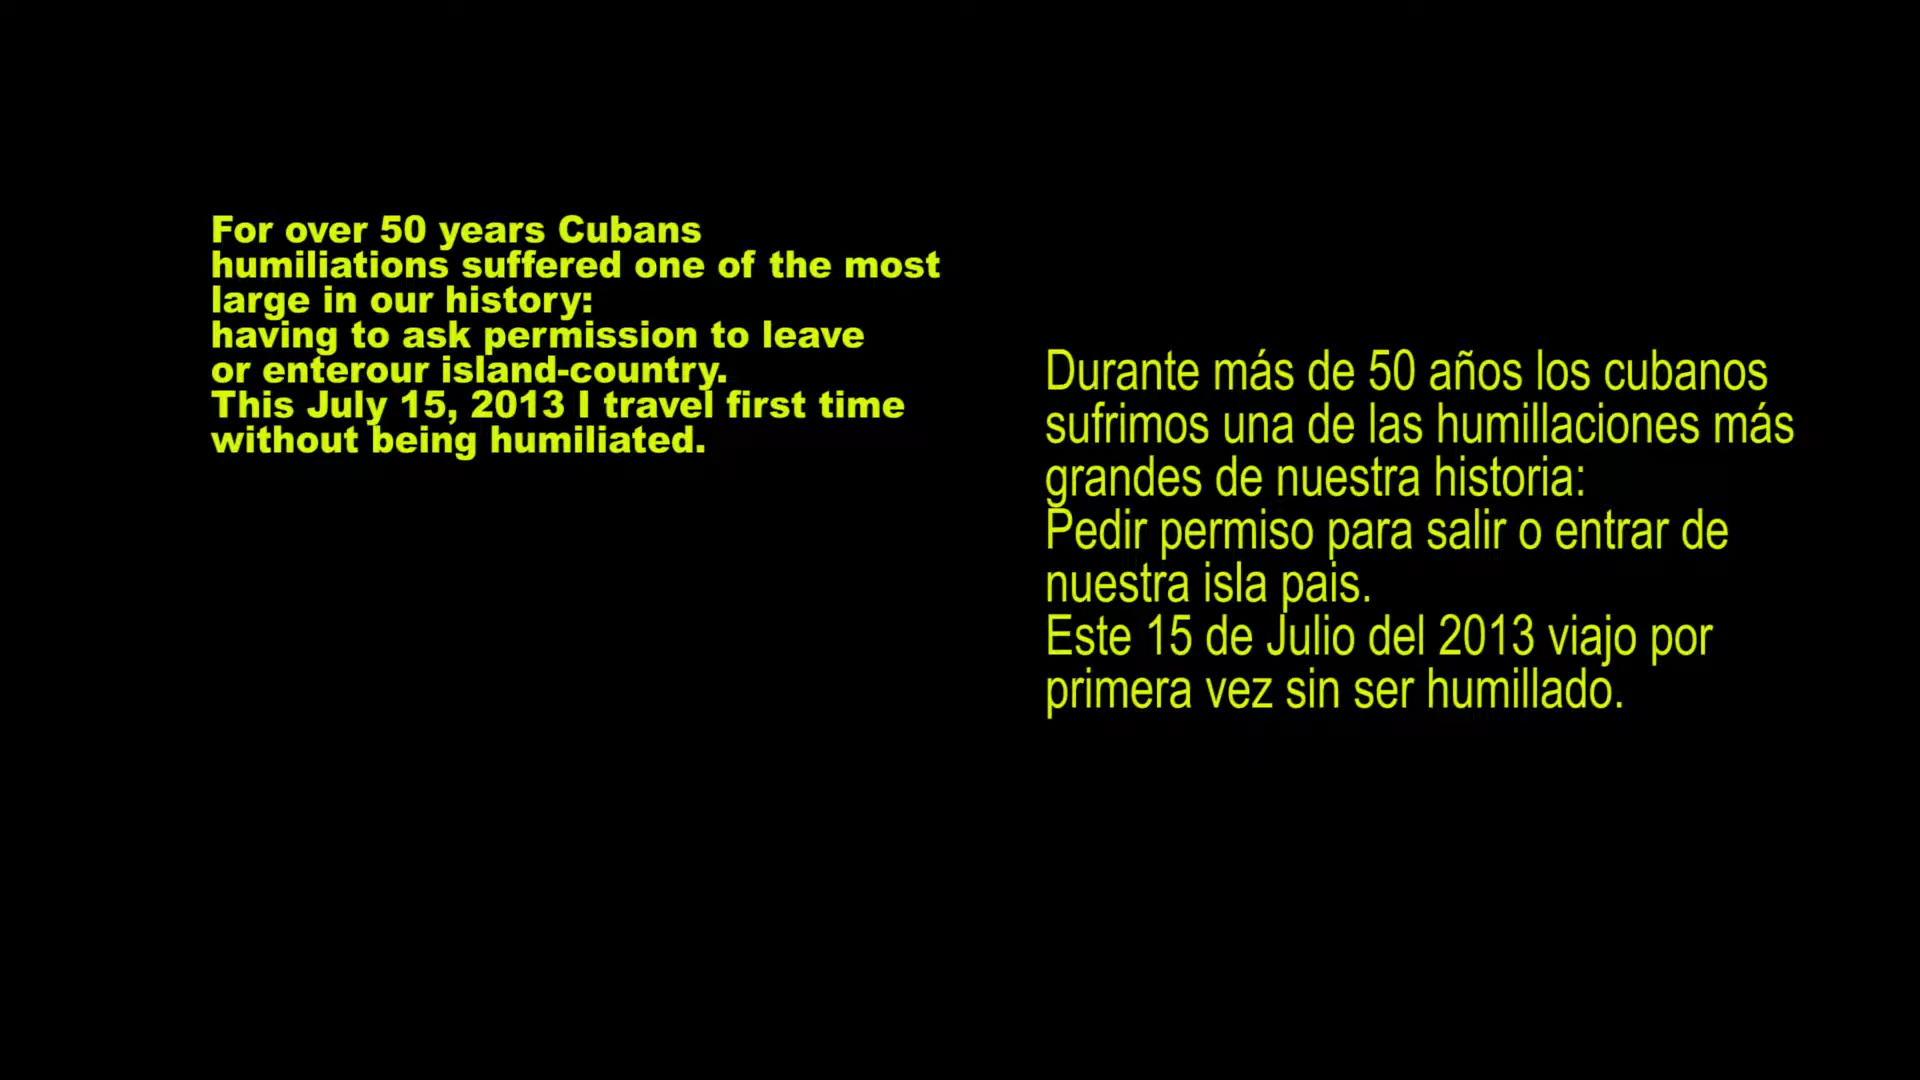 For over 50 years Cubans
humiliations suffered one of the most
large in our history:
having to ask permission to leave
or enterour island-country.
This July 15, 2013 I travel first time
without being humiliated.
Durante más de 50 años los cubanos
sufrimos una de las humillaciones más
grandes de nuestra historia:
Pedir permiso para salir o entrar de
nuestra isla pais.
Este 15 de Julio del 2013 viajo por
primera vez sin ser humillado.